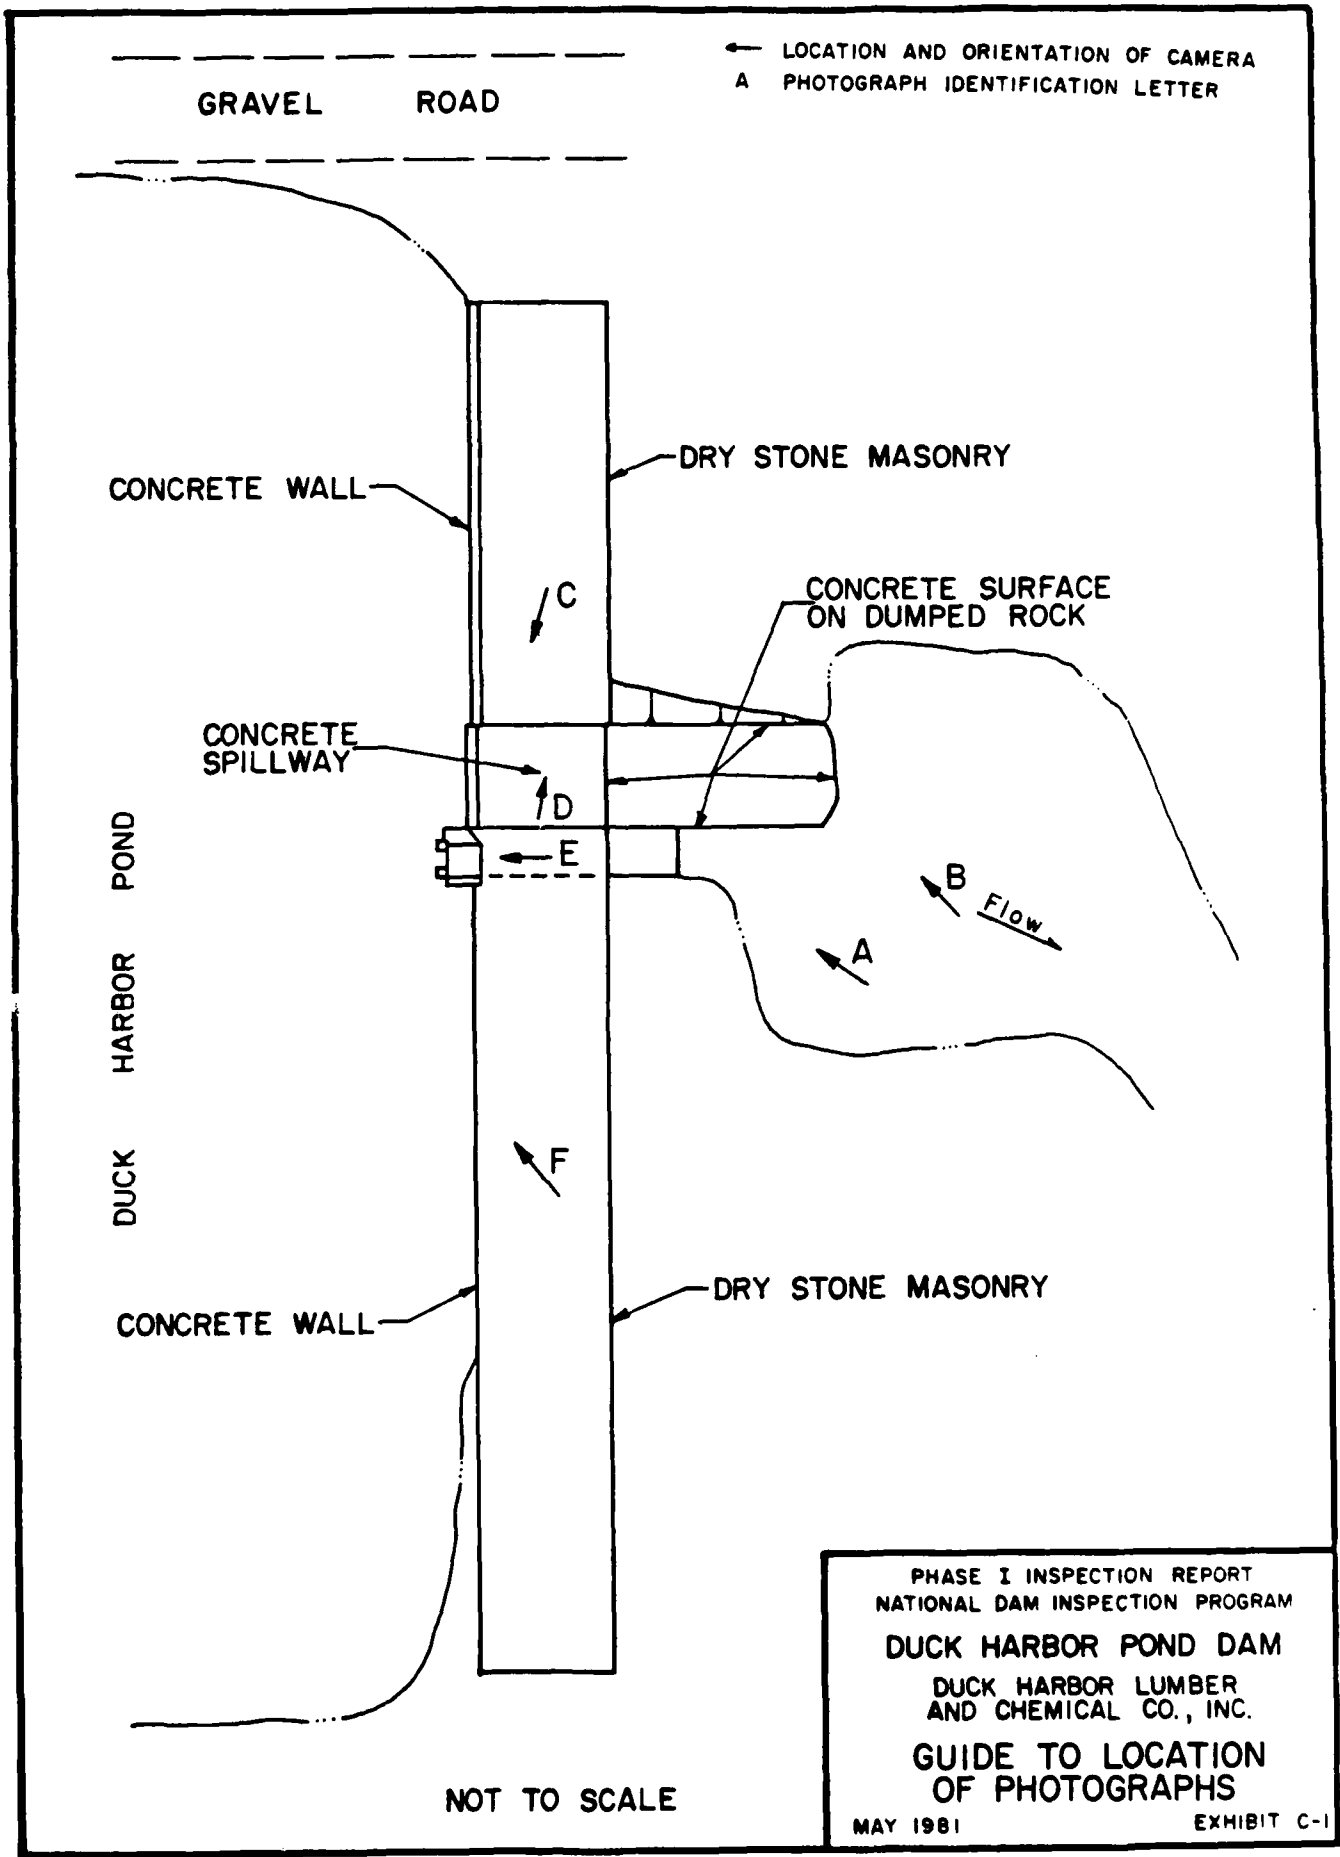 ← LOCATION AND ORIENTATION OF CAMERA
A PHOTOGRAPH IDENTIFICATION LETTER
GRAVEL ROAD
DRY STONE MASONRY
CONCRETE WALL
C
CONCRETE SURFACE
ON DUMPED ROCK
CONCRETE
SPILLWAY
D
E
B
Flow
A
DUCK HARBOR POND
F
DRY STONE MASONRY
CONCRETE WALL
NOT TO SCALE
PHASE I INSPECTION REPORT
NATIONAL DAM INSPECTION PROGRAM
DUCK HARBOR POND DAM
DUCK HARBOR LUMBER
AND CHEMICAL CO., INC.
GUIDE TO LOCATION
OF PHOTOGRAPHS
MAY 1981 EXHIBIT C-1